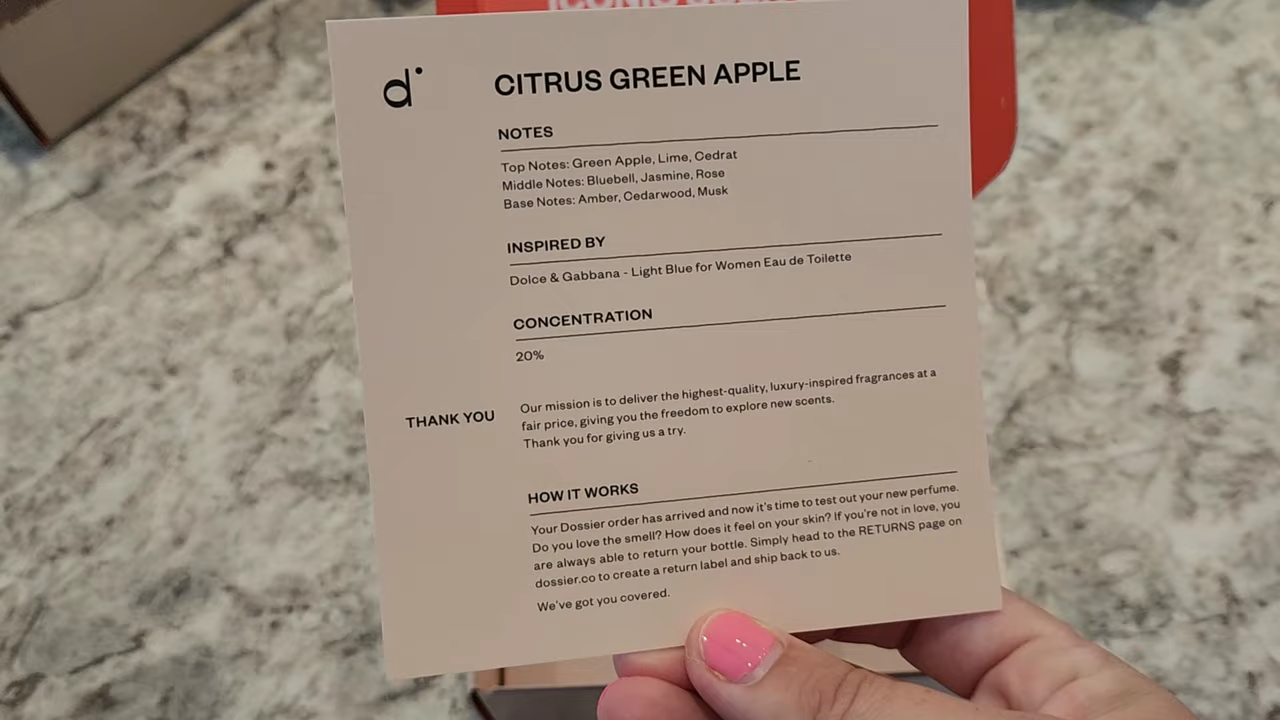 d·
CITRUS GREEN APPLE
NOTES
Top Notes: Green Apple, Lime, Cedrat
Middle Notes: Bluebell, Jasmine, Rose
Base Notes: Amber, Cedarwood, Musk
INSPIRED BY
Dolce & Gabbana - Light Blue for Women Eau de Toilette
CONCENTRATION
20%
THANK YOU
Our mission is to deliver the highest-quality, luxury-inspired fragrances at a
fair price, giving you the freedom to explore new scents.
Thank you for giving us a try.
HOW IT WORKS
Your Dossier order has arrived and now it's time to test out your new perfume.
Do you love the smell? How does it feel on your skin? If you're not in love, you
are always able to return your bottle. Simply head to the RETURNS page on
dossier.co to create a return label and ship back to us.
We've got you covered.